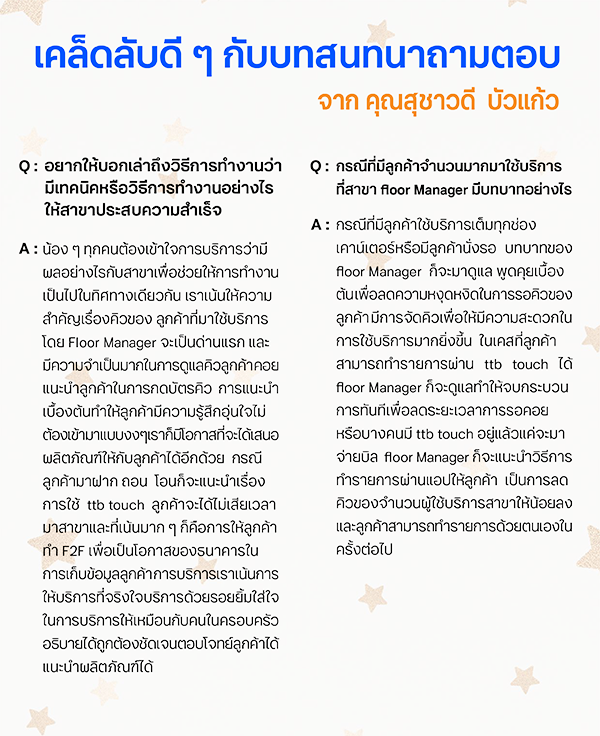 เคล็ดลับดี ๆ กับบทสนทนาถามตอบ
จาก คุณสุชาวดี บัวแก้ว
Q : อยากให้บอกเล่าถึงวิธีการทำงานว่า
มีเทคนิคหรือวิธีการทำงานอย่างไร
ให้สาขาประสบความสำเร็จ
A : น้อง ๆ ทุกคนต้องเข้าใจการบริการว่ามี
ผลอย่างไรกับสาขาเพื่อช่วยให้การทำงาน
เป็นไปในทิศทางเดียวกัน เราเน้นให้ความ
สำคัญเรื่องคิวของ ลูกค้าที่มาใช้บริการ
โดย Floor Manager จะเป็นด่านแรก และ
มีความจำเป็นมากในการดูแลคิวลูกค้าคอย
แนะนำลูกค้าในการกดบัตรคิว การแนะนำ
เบื้องต้นทำให้ลูกค้ามีความรู้สึกอุ่นใจไม่
ต้องเข้ามาแบบงงๆเราก็มีโอกาสที่จะได้เสนอ
ผลิตภัณฑ์ให้กับลูกค้าได้อีกด้วย กรณี
ลูกค้ามาฝาก ถอน โอนก็จะแนะนำเรื่อง
การใช้ ttb touch ลูกค้าจะได้ไม่เสียเวลา
มาสาขาและที่เน้นมาก ๆ ก็คือการให้ลูกค้า
ทำ F2F เพื่อเป็นโอกาสของธนาคารใน
การเก็บข้อมูลลูกค้าการบริการเราเน้นการ
ให้บริการที่จริงใจบริการด้วยรอยยิ้มใส่ใจ
ในการบริการให้เหมือนกับคนในครอบครัว
อธิบายได้ถูกต้องชัดเจนตอบโจทย์ลูกค้าได้
แนะนำผลิตภัณฑ์ได้
Q : กรณีที่มีลูกค้าจำนวนมากมาใช้บริการ
ที่สาขา floor Manager มีบทบาทอย่างไร
A : กรณีที่มีลูกค้าใช้บริการเต็มทุกช่อง
เคาน์เตอร์หรือมีลูกค้านั่งรอ บทบาทของ
floor Manager ก็จะมาดูแล พูดคุยเบื้อง
ต้นเพื่อลดความหงุดหงิดในการรอคิวของ
ลูกค้า มีการจัดคิวเพื่อให้มีความสะดวกใน
การใช้บริการมากยิ่งขึ้น ในเคสที่ลูกค้า
สามารถทำรายการผ่าน ttb touch ได้
floor Manager ก็จะดูแลทำให้จบกระบวน
การทันทีเพื่อลดระยะเวลาการรอคอย
หรือบางคนมี ttb touch อยู่แล้วแค่จะมา
จ่ายบิล floor Manager ก็จะแนะนำวิธีการ
ทำรายการผ่านแอปให้ลูกค้า เป็นการลด
คิวของจำนวนผู้ใช้บริการสาขาให้น้อยลง
และลูกค้าสามารถทำรายการด้วยตนเองใน
ครั้งต่อไป